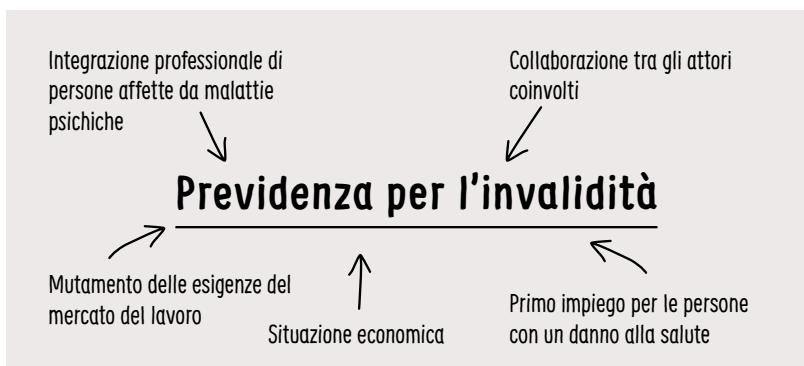 Integrazione professionale di
persone affette da malattie
psichiche
Collaborazione tra gli attori
coinvolti
Previdenza per l'invalidità
Mutamento delle esigenze del
mercato del lavoro
Situazione economica
Primo impiego per le persone
con un danno alla salute